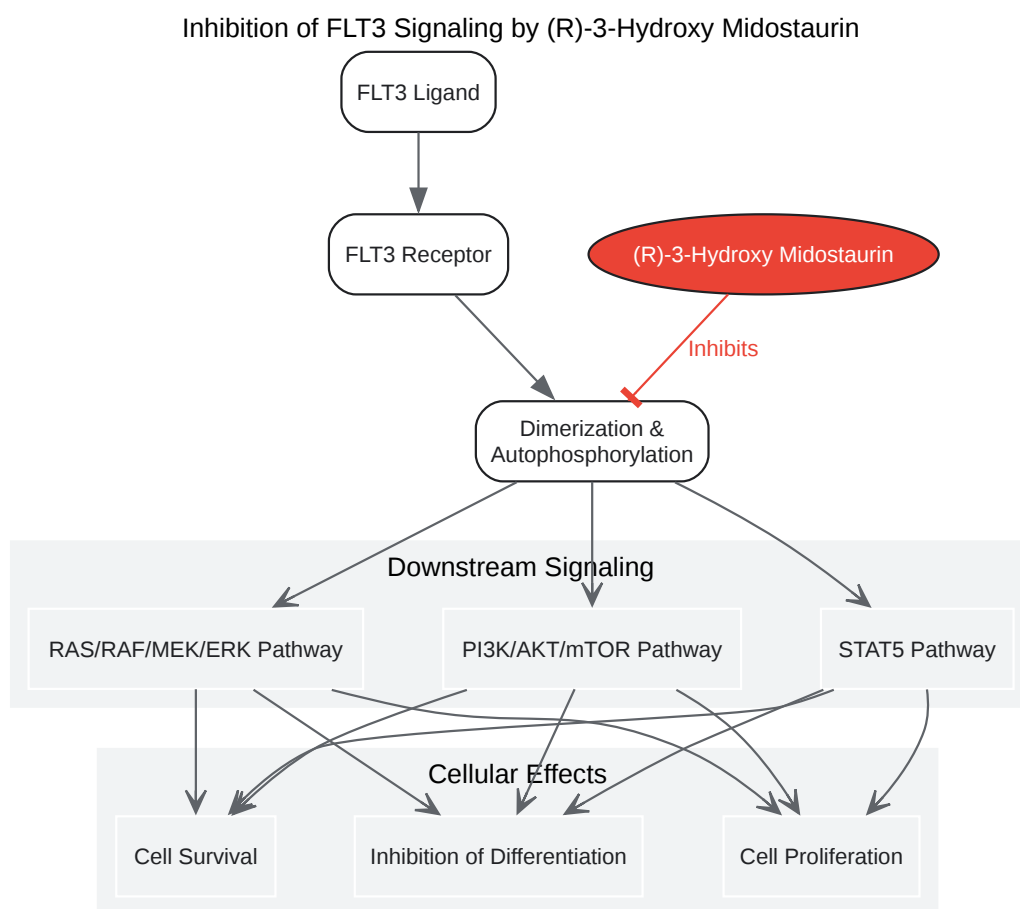 Inhibition of FLT3 Signaling by (R)-3-Hydroxy Midostaurin
FLT3 Ligand
FLT3 Receptor
(R)-3-Hydroxy Midostaurin
Inhibits
Dimerization &
Autophosphorylation
Downstream Signaling
RAS/RAF/MEK/ERK Pathway
PI3K/AKT/mTOR Pathway
STAT5 Pathway
Cellular Effects
Cell Survival
Inhibition of Differentiation
Cell Proliferation